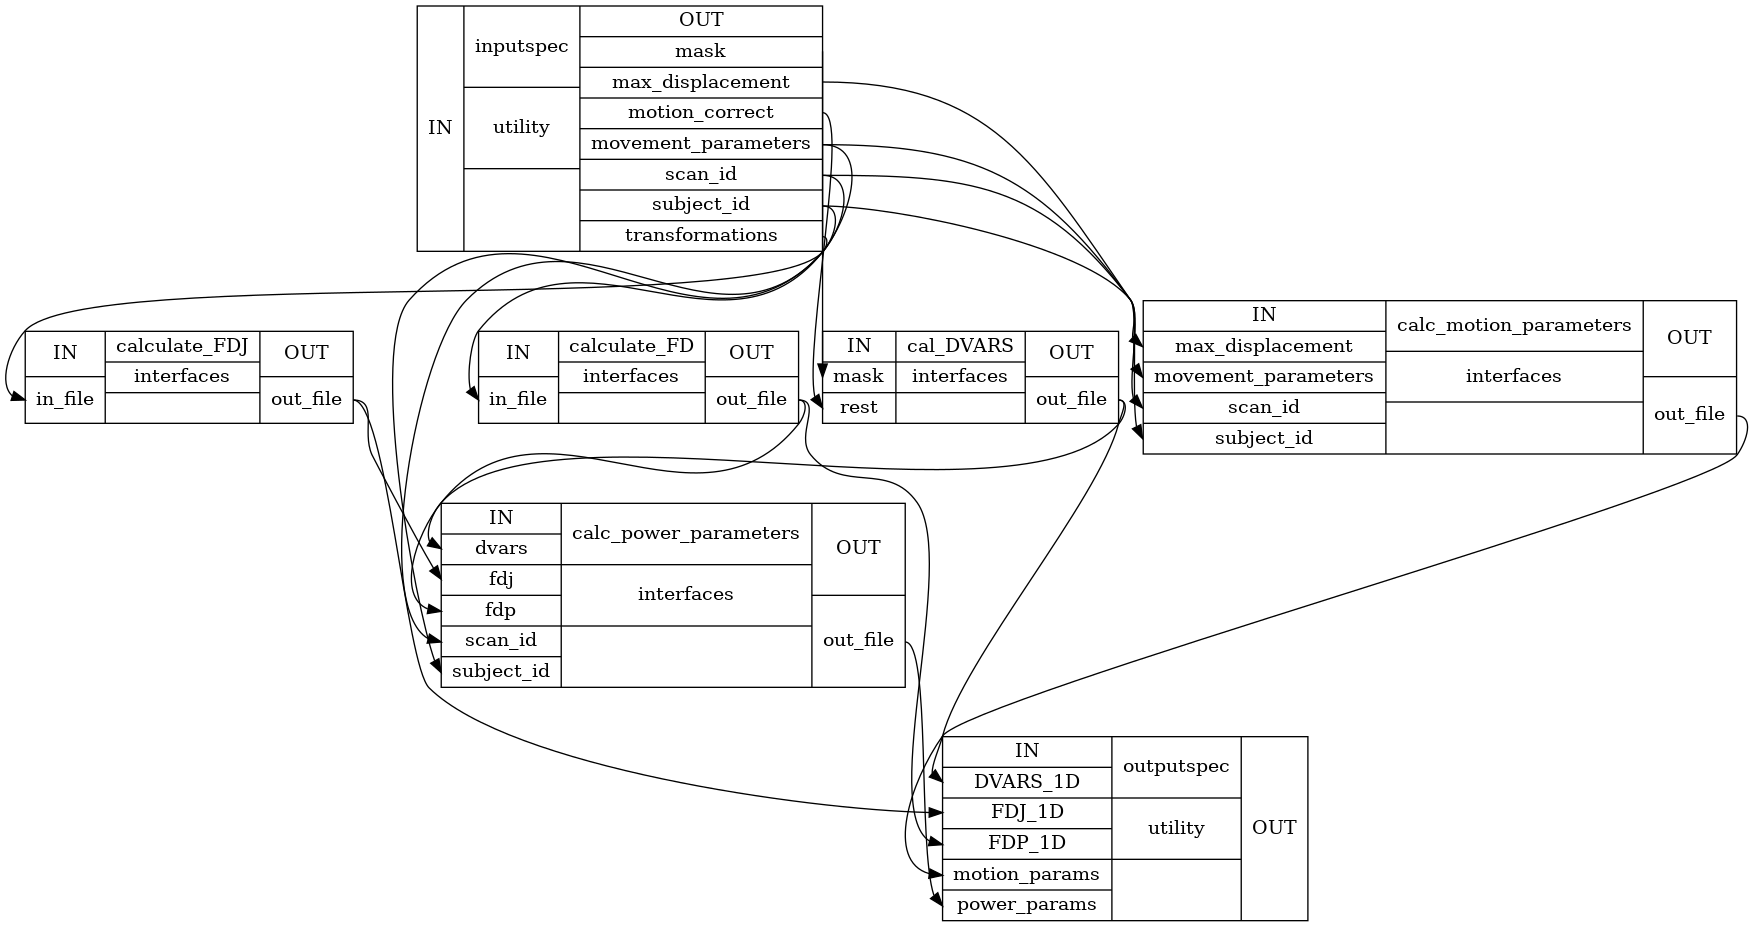 IN
inputspec
utility
OUT
mask
max_displacement
motion_correct
movement_parameters
scan_id
subject_id
transformations
IN
in_file
calculate_FDJ
interfaces
OUT
out_file
IN
in_file
calculate_FD
interfaces
OUT
out_file
IN
mask
rest
cal_DVARS
interfaces
OUT
out_file
IN
max_displacement
movement_parameters
scan_id
subject_id
calc_motion_parameters
interfaces
OUT
out_file
IN
dvars
fdj
fdp
scan_id
subject_id
calc_power_parameters
interfaces
OUT
out_file
IN
DVARS_1D
FDJ_1D
FDP_1D
motion_params
power_params
outputspec
utility
OUT